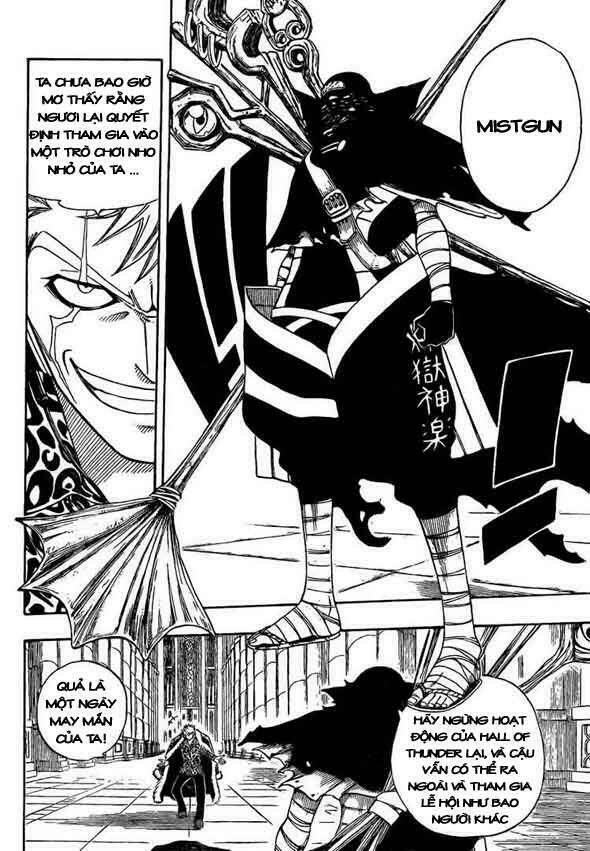 MISTGUN
TA CHƯA BAO GIỜ
MƠ THẤY RẰNG
NGƯƠI LẠI QUYẾT
ĐỊNH THAM GIA VÀO
MỘT TRÒ CHƠI NHO
NHỎ CỦA TA ...
獄
神
楽
QUẢ LÀ
MỘT NGÀY
MAY MẮN
CỦA TA!
HÃY NGỪNG HOẠT
ĐỘNG CỦA HALL OF
THUNDER LẠI, VÀ CẬU
VẪN CÓ THỂ RA
NGOÀI VÀ THAM GIA
LỄ HỘI NHƯ BAO
NGƯỜI KHÁC